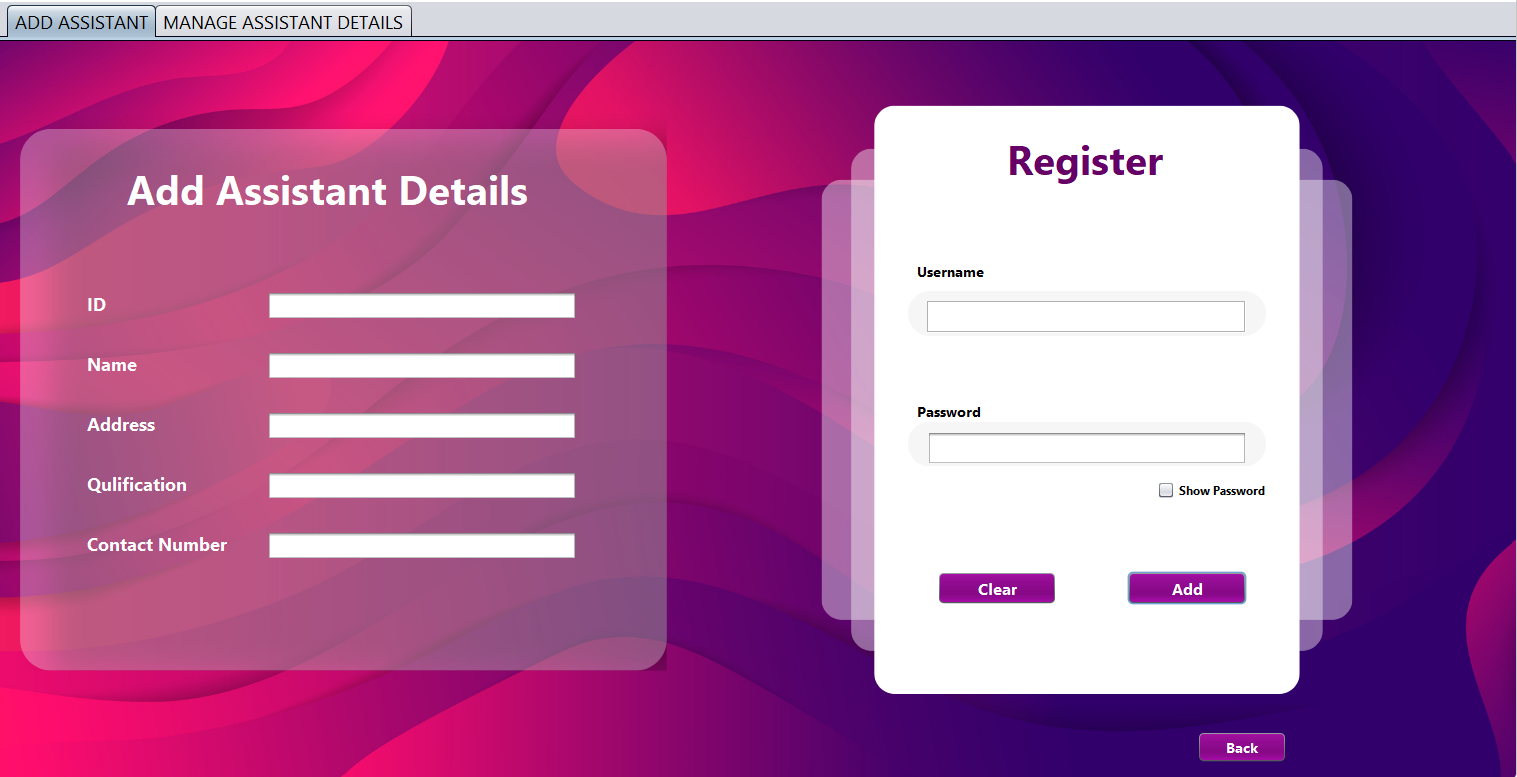 ADD ASSISTANT
MANAGE ASSISTANT DETAILS
Add Assistant Details
ID
Name
Address
Qulification
Contact Number
Register
Username
Password
Show Password
Clear
Add
Back